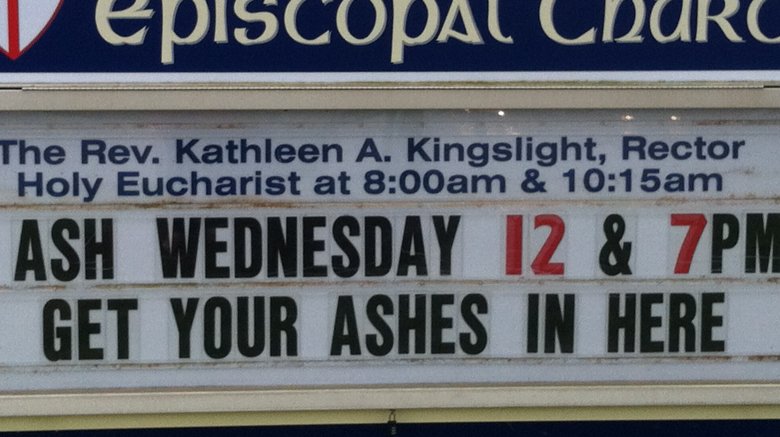 Episcopal Church
The Rev. Kathleen A. Kingslight, Rector
Holy Eucharist at 8:00am & 10:15am
ASH WEDNESDAY 12 & 7PM
GET YOUR ASHES IN HERE